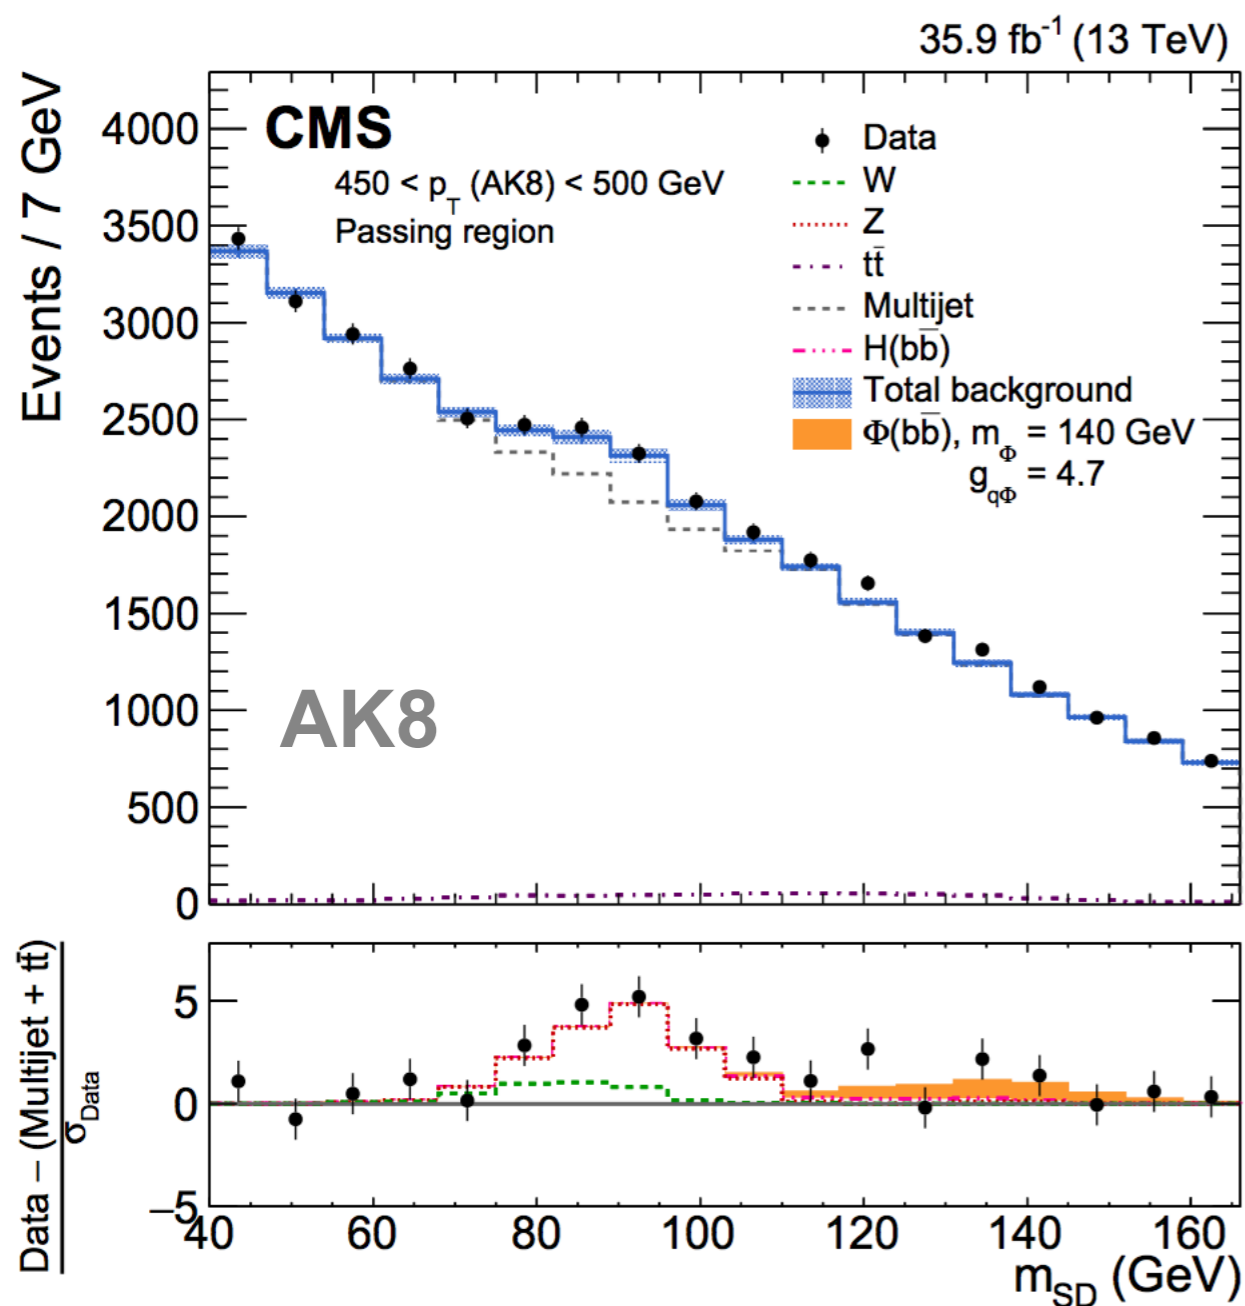 35.9 fb⁻¹ (13 TeV)
Events / 7 GeV
4000
3500
3000
2500
2000
1500
1000
500
0
CMS
450 < p_T (AK8) < 500 GeV
Passing region
Data
W
Z
tt̄
Multijet
H(bb̄)
Total background
Φ(bb̄), m_Φ = 140 GeV
g_qΦ = 4.7
AK8
Data − (Multijet + tt̄)
σ_Data
5
0
−5
40 60 80 100 120 140 160
m_SD (GeV)